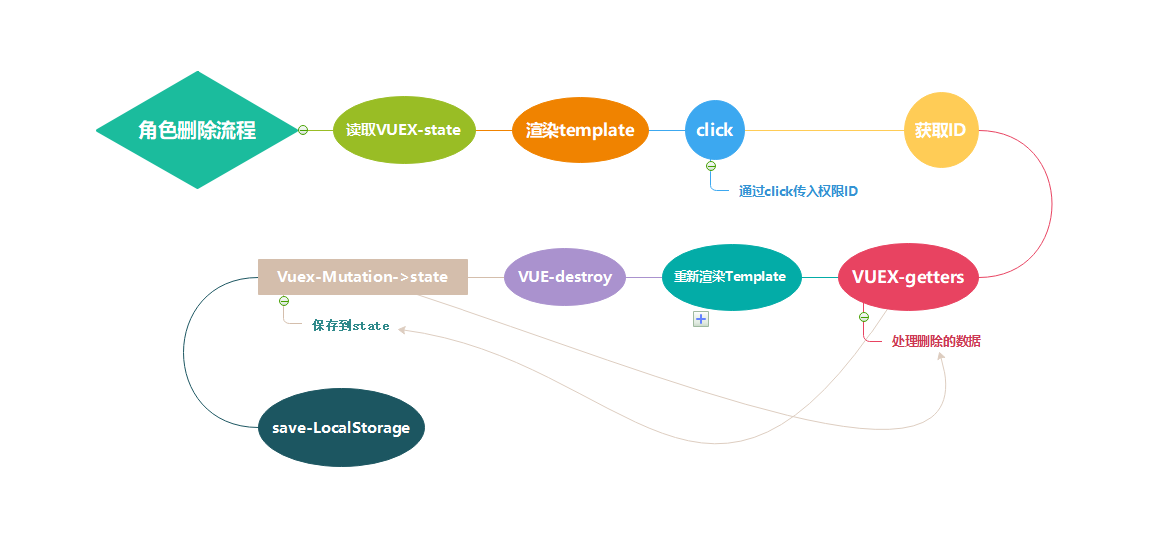 角色删除流程
读取VUEX-state
渲染template
click
获取ID
通过click传入权限ID
Vuex-Mutation->state
VUE-destroy
重新渲染Template
VUEX-getters
保存到state
处理删除的数据
save-LocalStorage